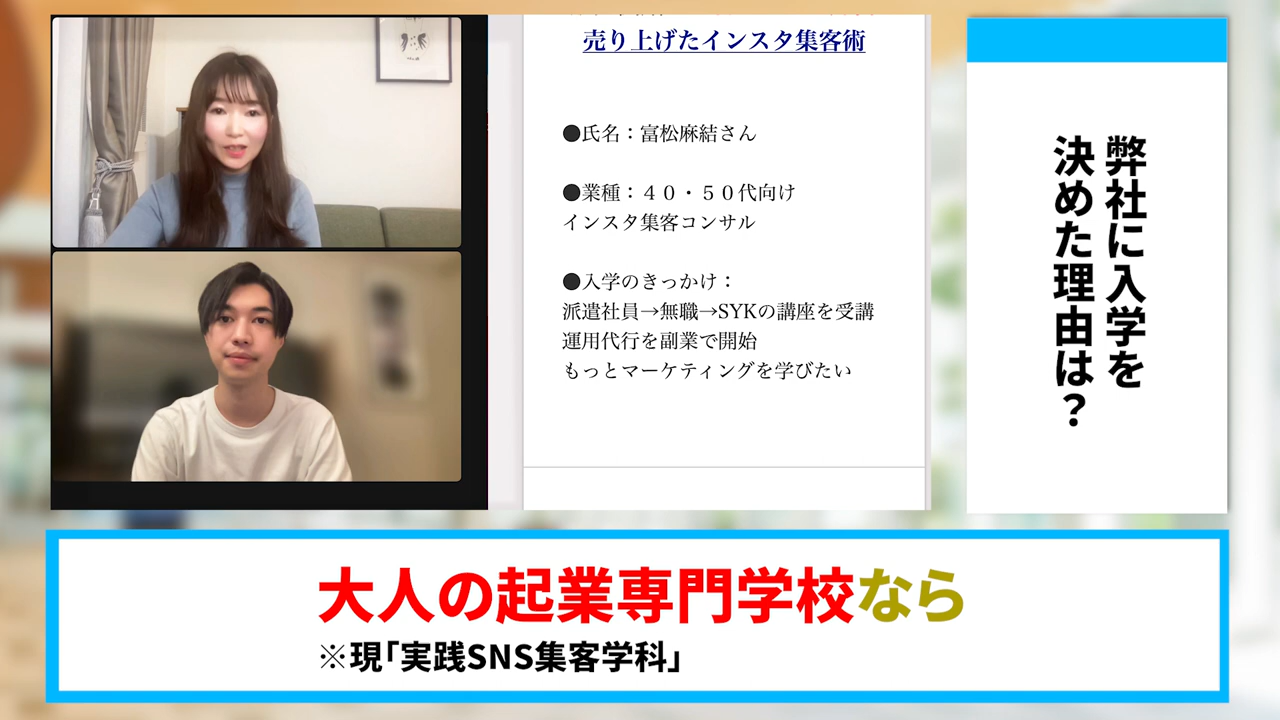 売り上げたインスタ集客術
●氏名：冨松麻結さん
●業種：４０・５０代向け
インスタ集客コンサル
●入学のきっかけ：
派遣社員→無職→SYKの講座を受講
運用代行を副業で開始
もっとマーケティングを学びたい
弊社に入学を
決めた理由は？
大人の起業専門学校なら
※現「実践SNS集客学科」